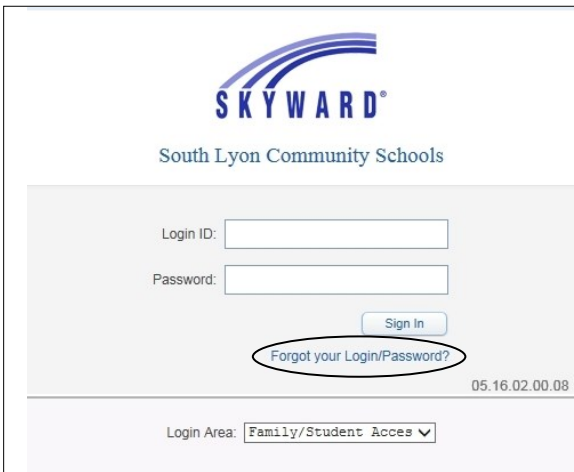 SKYWARD®
South Lyon Community Schools
Login ID:
Password:
Sign In
Forgot your Login/Password?
05.16.02.00.08
Login Area: Family/Student Acces